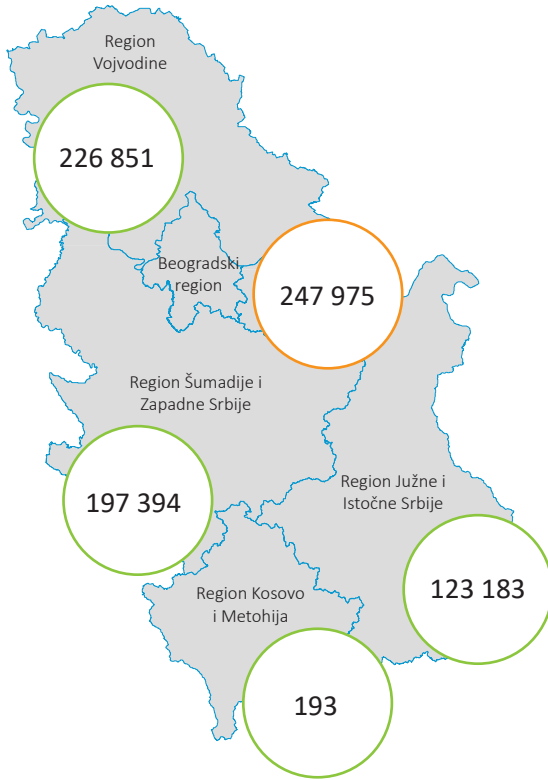 Region
Vojvodine
226 851
Beogradski
region
247 975
Region Šumadije i
Zapadne Srbije
197 394
Region Južne i
Istočne Srbije
123 183
Region Kosovo
i Metohija
193